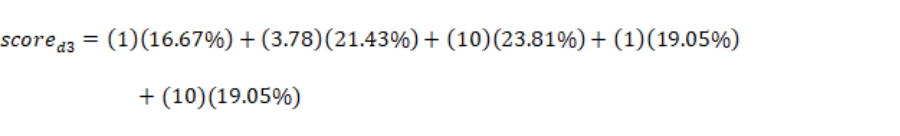 score_d3 = (1)(16.67%) + (3.78)(21.43%) + (10)(23.81%) + (1)(19.05%)
+ (10)(19.05%)